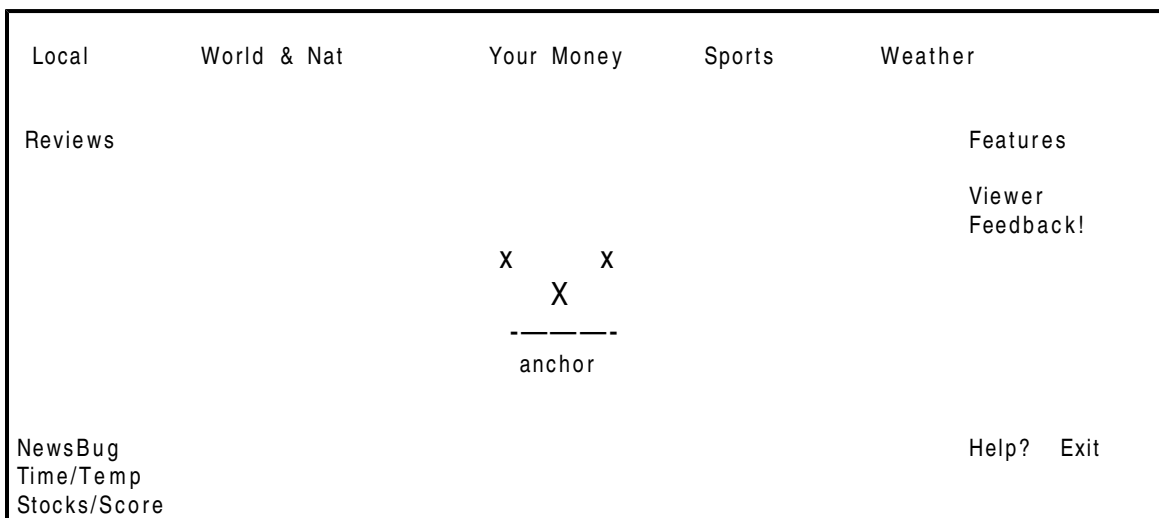 Local World & Nat Your Money Sports Weather
Reviews Features
Viewer
Feedback!
x x
X
-———-
anchor
NewsBug Help? Exit
Time/Temp
Stocks/Score